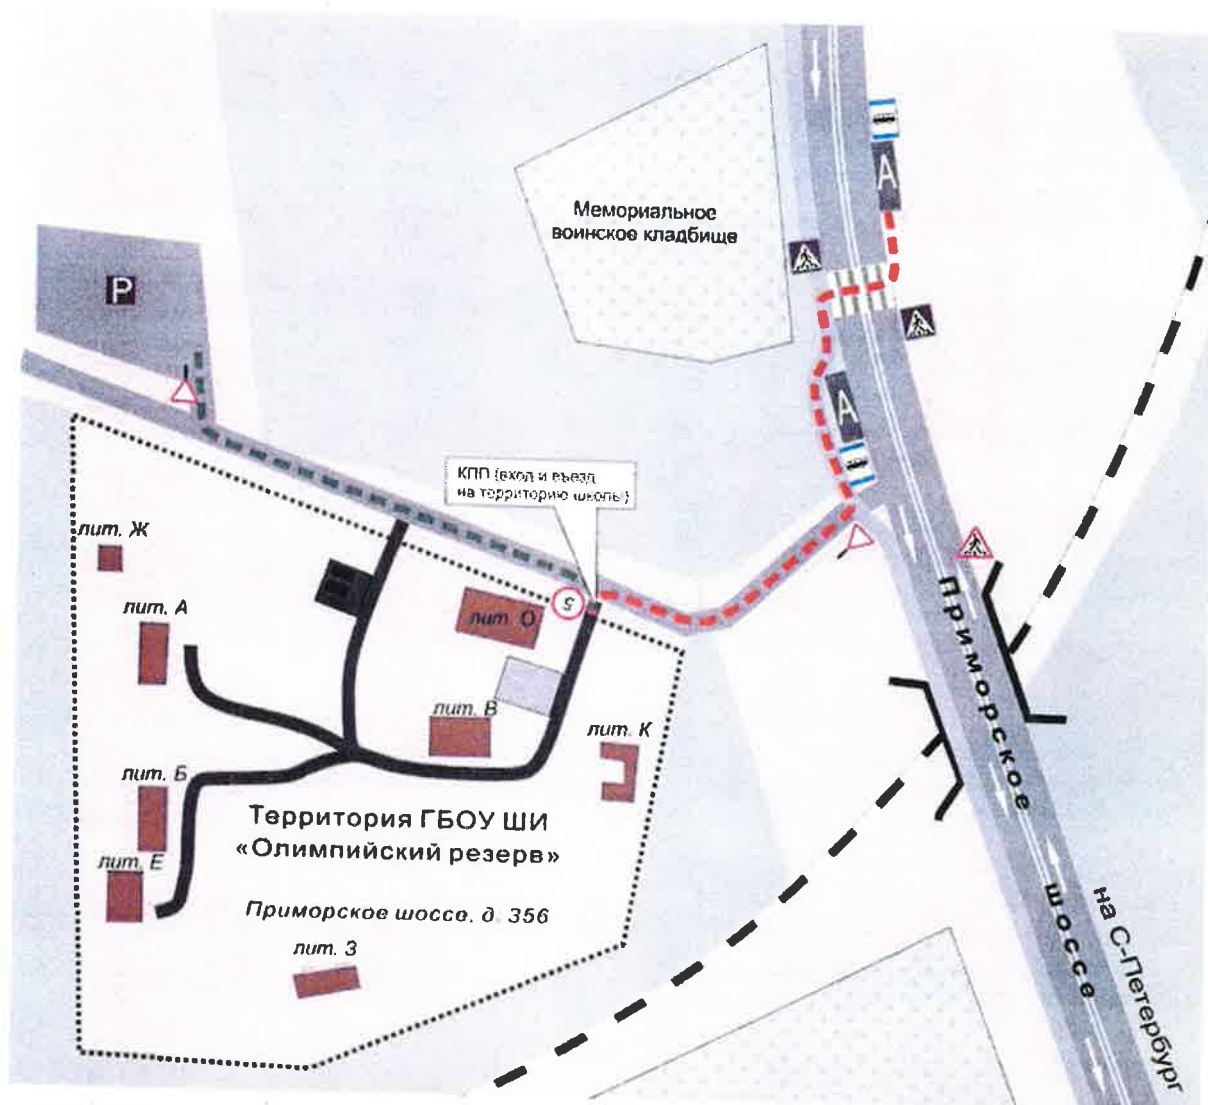 Мемориальное
воинское кладбище
А
Р
А
КПП (вход и въезд
на территорию школы)
лит. Ж
лит. А
лит. О
S
лит. В
лит. К
лит. Б
лит. Е
Территория ГБОУ ШИ
«Олимпийский резерв»
Приморское шоссе, д. 356
лит. З
Приморское
шоссе
на С-Петербург